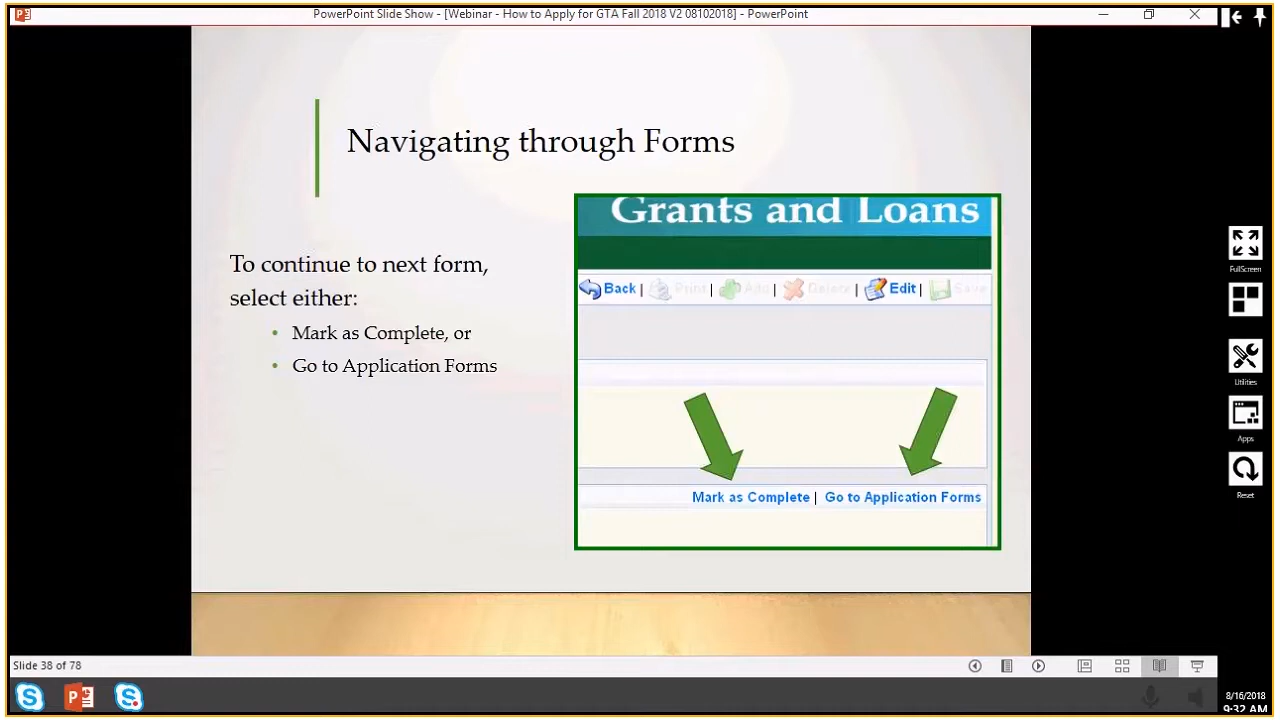 PowerPoint Slide Show - [Webinar - How to Apply for GTA Fall 2018 V2 08102018] - PowerPoint
Navigating through Forms
To continue to next form,
select either:
• Mark as Complete, or
• Go to Application Forms
Grants and Loans
Back | Print | Add | Delete | Edit | Save
Mark as Complete | Go to Application Forms
FullScreen
Utilities
Apps
Reset
Slide 38 of 78
8/16/2018
9:32 AM